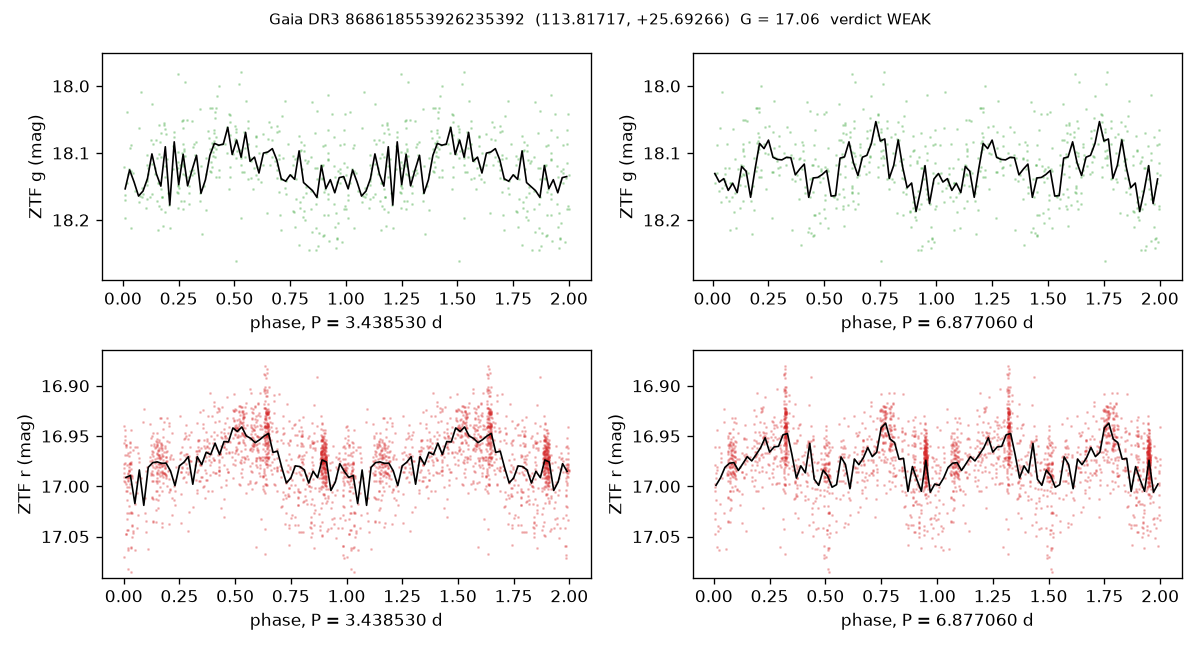 Gaia DR3 868618553926235392  (113.81717, +25.69266)  G = 17.06  verdict WEAK
ZTF g (mag)
18.0
18.1
18.2
0.00 0.25 0.50 0.75 1.00 1.25 1.50 1.75 2.00
phase, P = 3.438530 d
ZTF g (mag)
18.0
18.1
18.2
0.00 0.25 0.50 0.75 1.00 1.25 1.50 1.75 2.00
phase, P = 6.877060 d
ZTF r (mag)
16.90
16.95
17.00
17.05
0.00 0.25 0.50 0.75 1.00 1.25 1.50 1.75 2.00
phase, P = 3.438530 d
ZTF r (mag)
16.90
16.95
17.00
17.05
0.00 0.25 0.50 0.75 1.00 1.25 1.50 1.75 2.00
phase, P = 6.877060 d